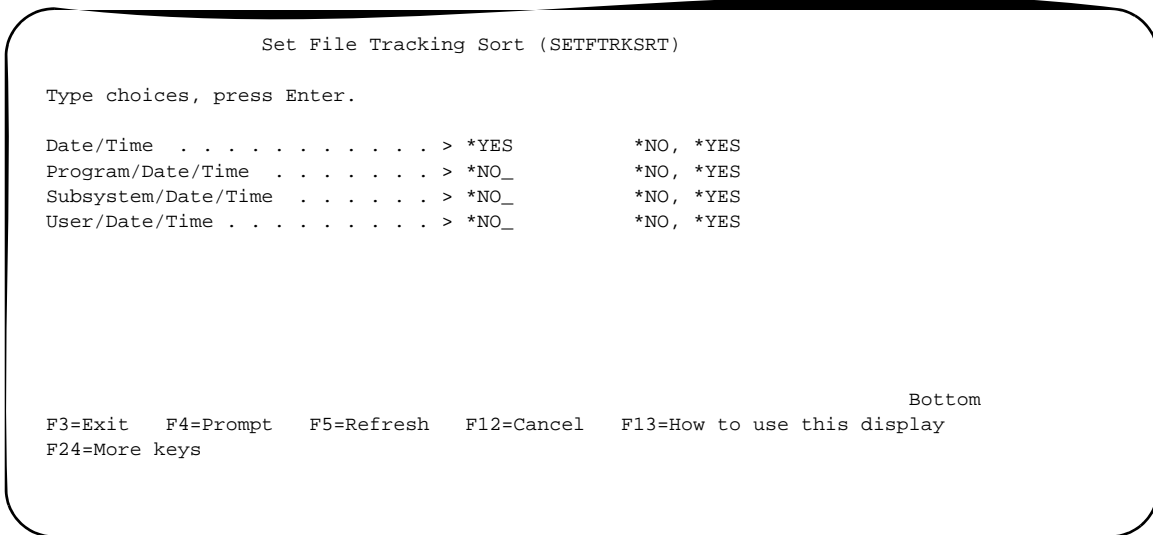 Set File Tracking Sort (SETFTRKSRT)
Type choices, press Enter.
Date/Time . . . . . . . . . . . > *YES *NO, *YES
Program/Date/Time . . . . . . . > *NO_ *NO, *YES
Subsystem/Date/Time . . . . . . > *NO_ *NO, *YES
User/Date/Time . . . . . . . . . > *NO_ *NO, *YES
Bottom
F3=Exit F4=Prompt F5=Refresh F12=Cancel F13=How to use this display
F24=More keys